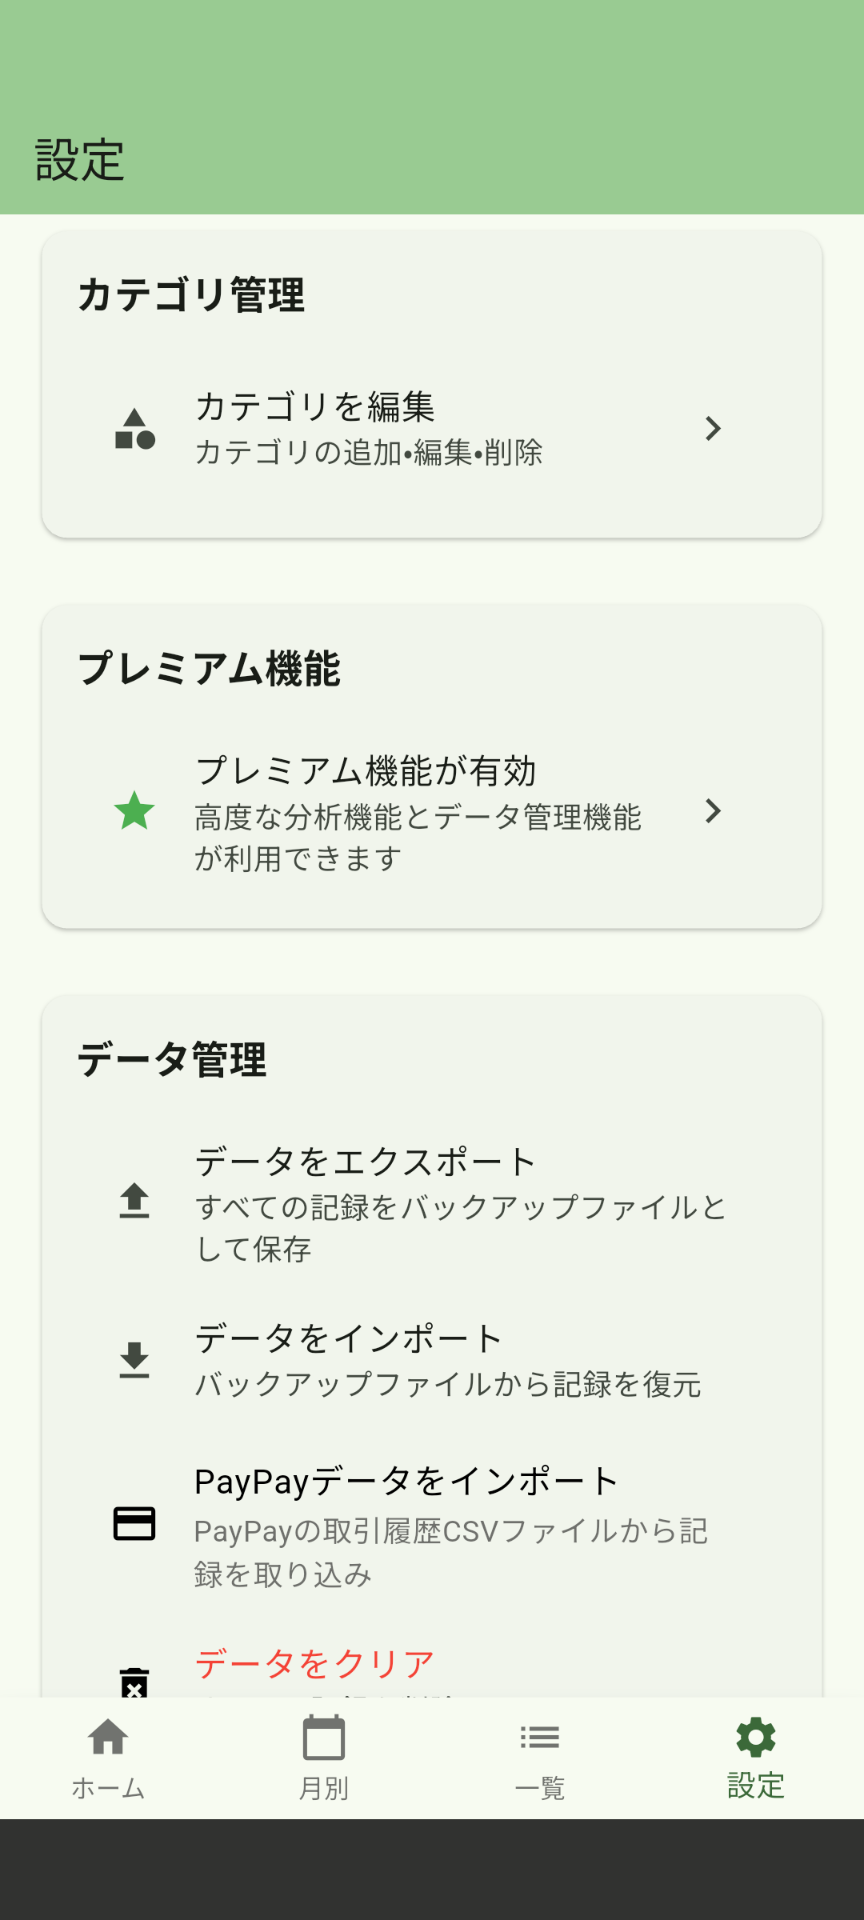 設定
カテゴリ管理
カテゴリを編集
カテゴリの追加•編集•削除
プレミアム機能
プレミアム機能が有効
高度な分析機能とデータ管理機能
が利用できます
データ管理
データをエクスポート
すべての記録をバックアップファイルと
して保存
データをインポート
バックアップファイルから記録を復元
PayPayデータをインポート
PayPayの取引履歴CSVファイルから記
録を取り込み
データをクリア
ホーム
月別
一覧
設定